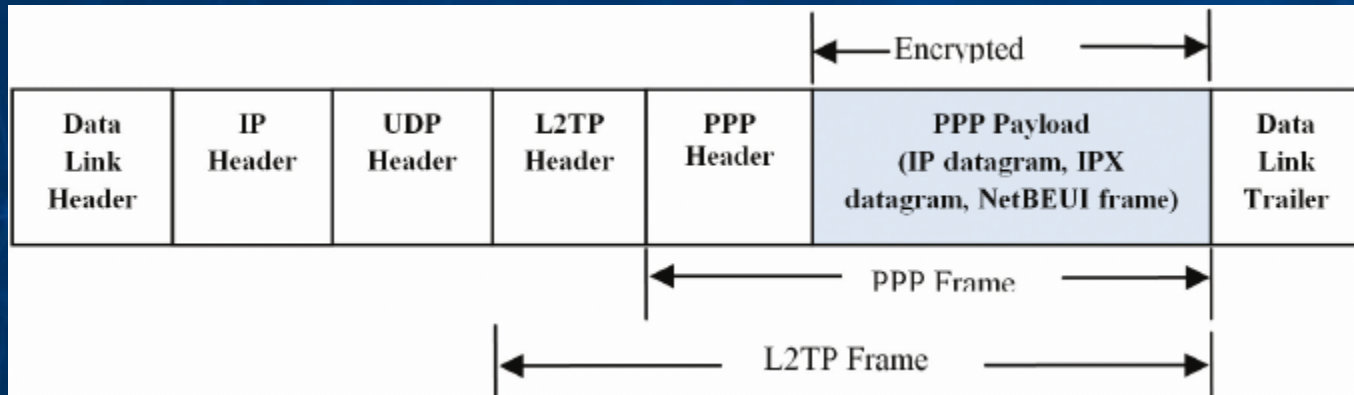 Encrypted
Data
Link
Header
IP
Header
UDP
Header
L2TP
Header
PPP
Header
PPP Payload
(IP datagram, IPX
datagram, NetBEUI frame)
Data
Link
Trailer
PPP Frame
L2TP Frame